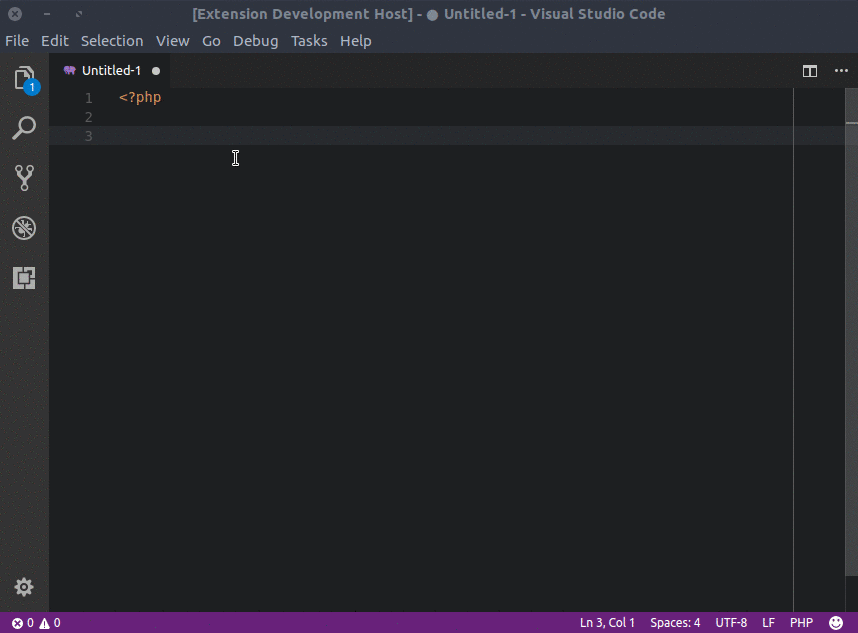 [Extension Development Host] - ● Untitled-1 - Visual Studio Code
File Edit Selection View Go Debug Tasks Help
1
Untitled-1 ●
1 <?php
2
3
0 0 Ln 3, Col 1 Spaces: 4 UTF-8 LF PHP